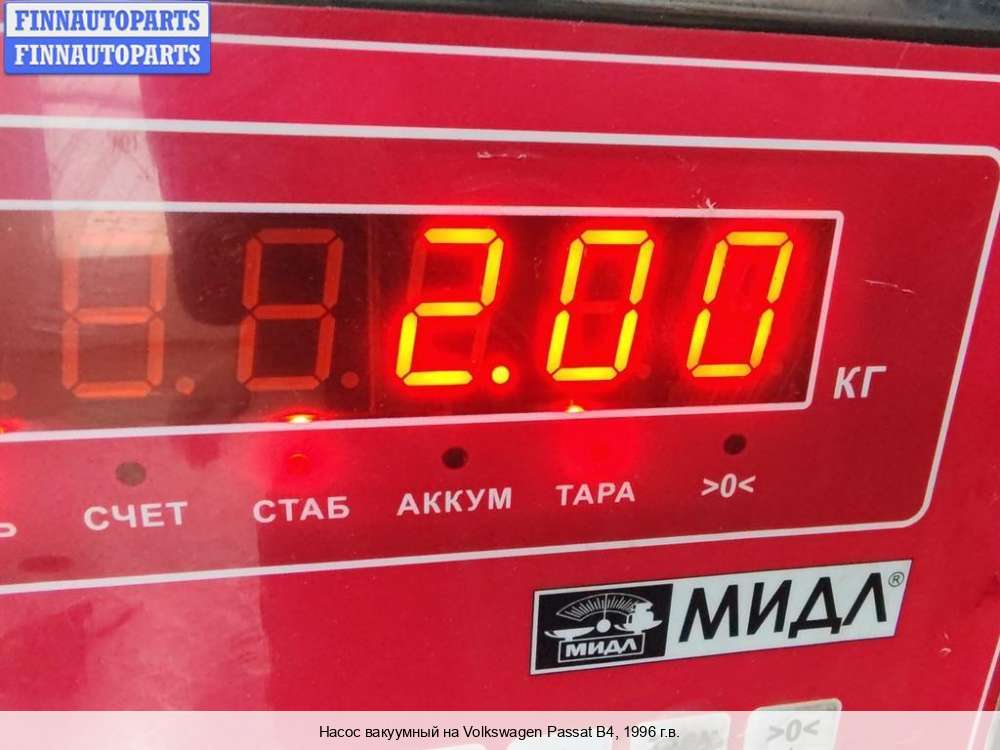 FINNAUTOPARTS
FINNAUTOPARTS
2.00
КГ
СЧЕТ СТАБ АККУМ ТАРА >0<
МИДЛ МИДЛ®
>0<
Насос вакуумный на Volkswagen Passat B4, 1996 г.в.